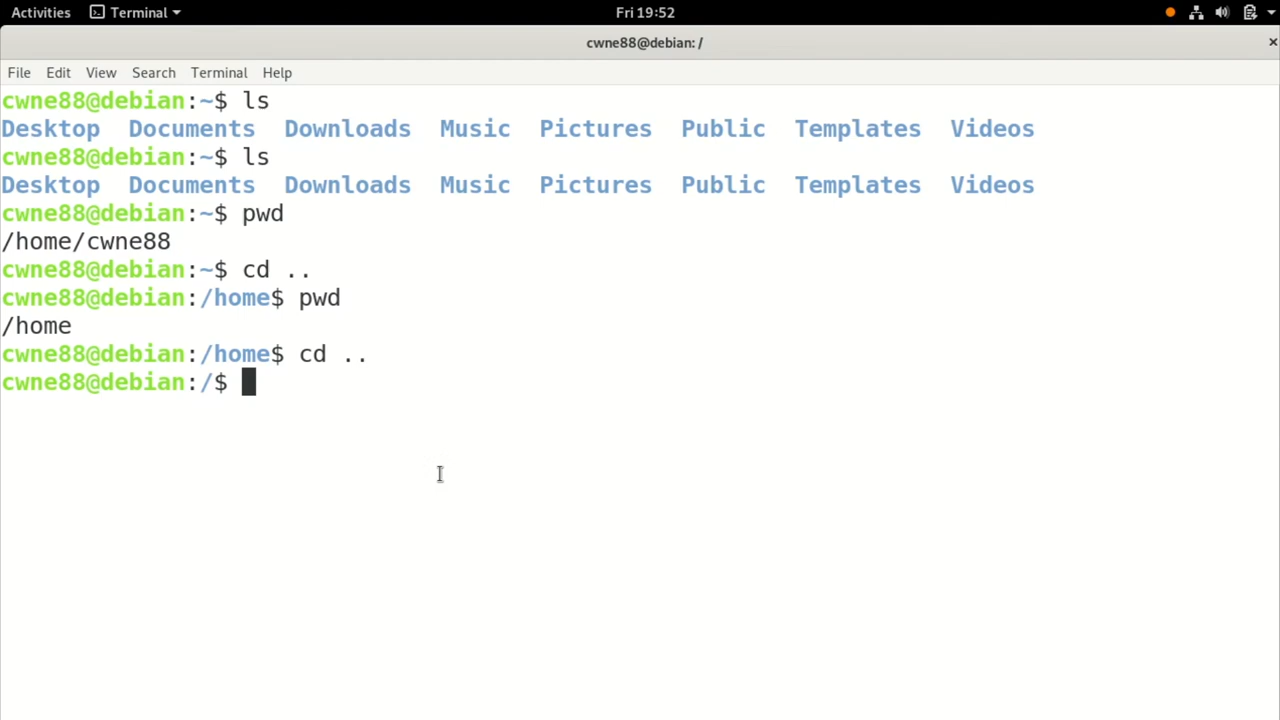 Activities Terminal Fri 19:52
cwne88@debian: /
File Edit View Search Terminal Help
cwne88@debian:~$ ls
Desktop Documents Downloads Music Pictures Public Templates Videos
cwne88@debian:~$ ls
Desktop Documents Downloads Music Pictures Public Templates Videos
cwne88@debian:~$ pwd
/home/cwne88
cwne88@debian:~$ cd ..
cwne88@debian:/home$ pwd
/home
cwne88@debian:/home$ cd ..
cwne88@debian:/$